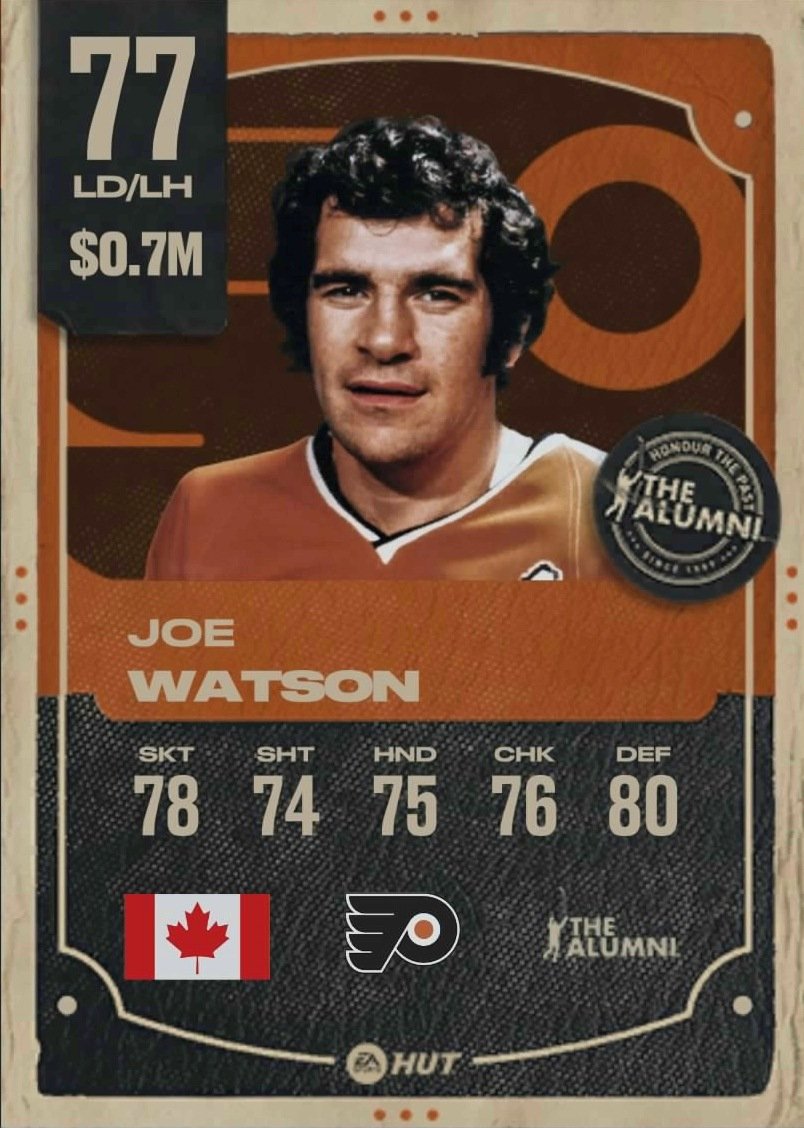 77
LD/LH
$0.7M
HONOUR THE PAST
THE
ALUMNI
JOE
WATSON
SKT SHT HND CHK DEF
78 74 75 76 80
THE
ALUMNI
EA HUT